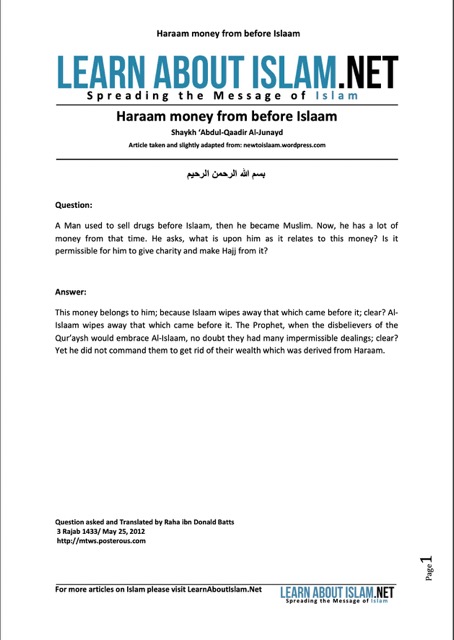 Haraam money from before Islaam
LEARN ABOUT ISLAM.NET
Spreading the Message of Islam
Haraam money from before Islaam
Shaykh ‘Abdul-Qaadir Al-Junayd
Article taken and slightly adapted from: newtoislaam.wordpress.com
بسم الله الرحمن الرحيم
Question:
A Man used to sell drugs before Islaam, then he became Muslim. Now, he has a lot of
money from that time. He asks, what is upon him as it relates to this money? Is it
permissible for him to give charity and make Hajj from it?
Answer:
This money belongs to him; because Islaam wipes away that which came before it; clear? Al-
Islaam wipes away that which came before it. The Prophet, when the disbelievers of the
Qur’aysh would embrace Al-Islaam, no doubt they had many impermissible dealings; clear?
Yet he did not command them to get rid of their wealth which was derived from Haraam.
Question asked and Translated by Raha ibn Donald Batts
3 Rajab 1433/ May 25, 2012
http://mtws.posterous.com
Page 1
For more articles on Islam please visit LearnAboutIslam.Net
LEARN ABOUT ISLAM.NET
Spreading the Message of Islam